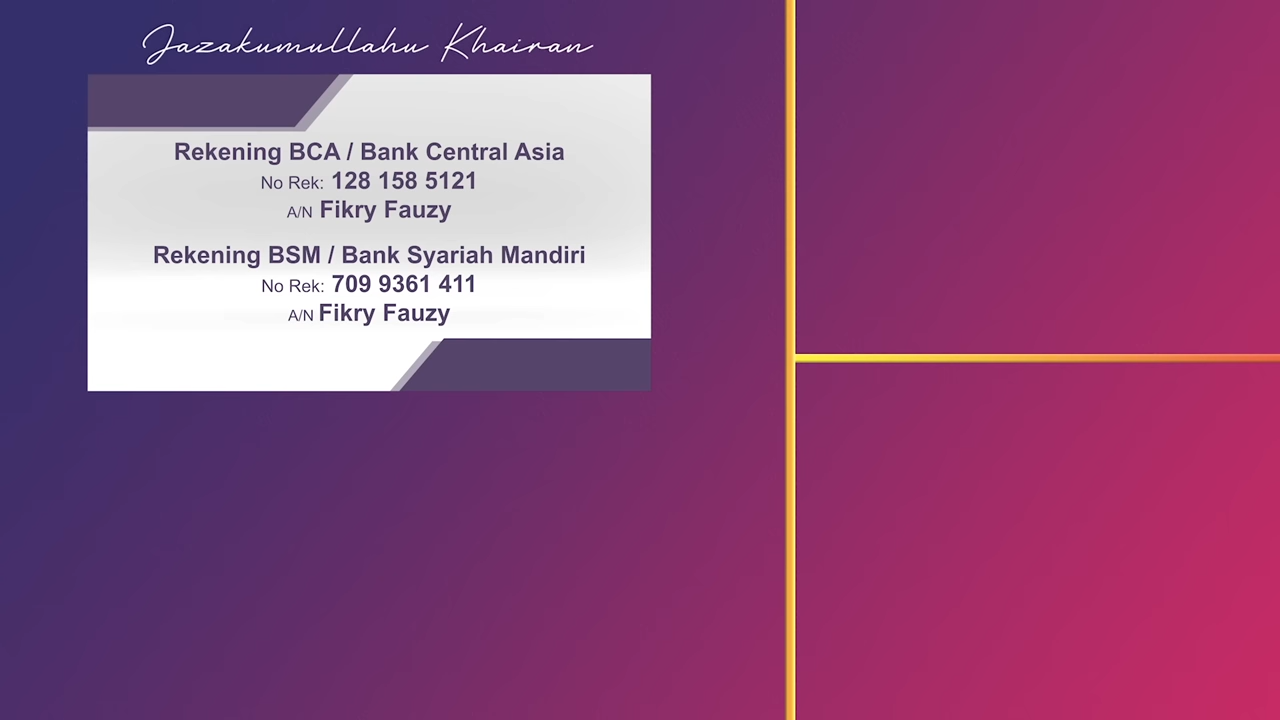 Jazakumullahu Khairan
Rekening BCA / Bank Central Asia
No Rek: 128 158 5121
A/N Fikry Fauzy
Rekening BSM / Bank Syariah Mandiri
No Rek: 709 9361 411
A/N Fikry Fauzy